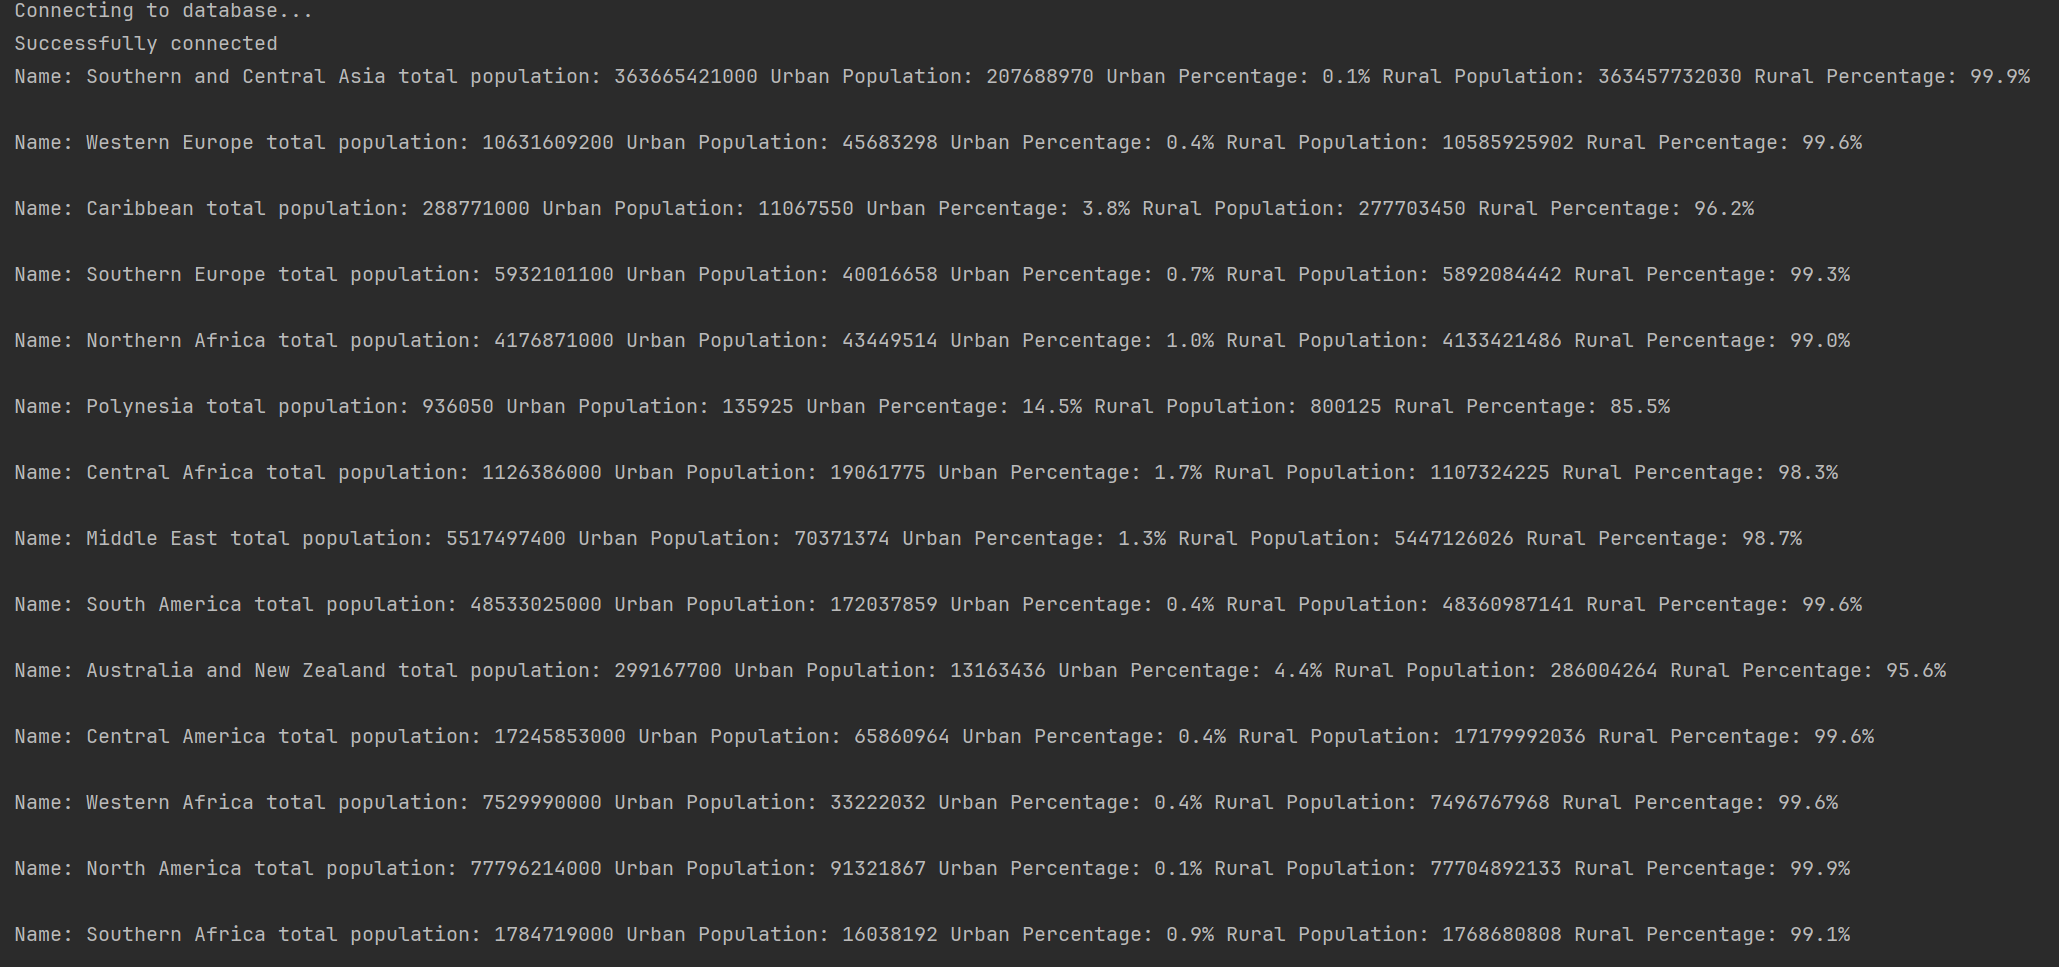 Connecting to database...
Successfully connected
Name: Southern and Central Asia total population: 363665421000 Urban Population: 207688970 Urban Percentage: 0.1% Rural Population: 363457732030 Rural Percentage: 99.9%
Name: Western Europe total population: 10631609200 Urban Population: 45683298 Urban Percentage: 0.4% Rural Population: 10585925902 Rural Percentage: 99.6%
Name: Caribbean total population: 288771000 Urban Population: 11067550 Urban Percentage: 3.8% Rural Population: 277703450 Rural Percentage: 96.2%
Name: Southern Europe total population: 5932101100 Urban Population: 40016658 Urban Percentage: 0.7% Rural Population: 5892084442 Rural Percentage: 99.3%
Name: Northern Africa total population: 4176871000 Urban Population: 43449514 Urban Percentage: 1.0% Rural Population: 4133421486 Rural Percentage: 99.0%
Name: Polynesia total population: 936050 Urban Population: 135925 Urban Percentage: 14.5% Rural Population: 800125 Rural Percentage: 85.5%
Name: Central Africa total population: 1126386000 Urban Population: 19061775 Urban Percentage: 1.7% Rural Population: 1107324225 Rural Percentage: 98.3%
Name: Middle East total population: 5517497400 Urban Population: 70371374 Urban Percentage: 1.3% Rural Population: 5447126026 Rural Percentage: 98.7%
Name: South America total population: 48533025000 Urban Population: 172037859 Urban Percentage: 0.4% Rural Population: 48360987141 Rural Percentage: 99.6%
Name: Australia and New Zealand total population: 299167700 Urban Population: 13163436 Urban Percentage: 4.4% Rural Population: 286004264 Rural Percentage: 95.6%
Name: Central America total population: 17245853000 Urban Population: 65860964 Urban Percentage: 0.4% Rural Population: 17179992036 Rural Percentage: 99.6%
Name: Western Africa total population: 7529990000 Urban Population: 33222032 Urban Percentage: 0.4% Rural Population: 7496767968 Rural Percentage: 99.6%
Name: North America total population: 77796214000 Urban Population: 91321867 Urban Percentage: 0.1% Rural Population: 77704892133 Rural Percentage: 99.9%
Name: Southern Africa total population: 1784719000 Urban Population: 16038192 Urban Percentage: 0.9% Rural Population: 1768680808 Rural Percentage: 99.1%